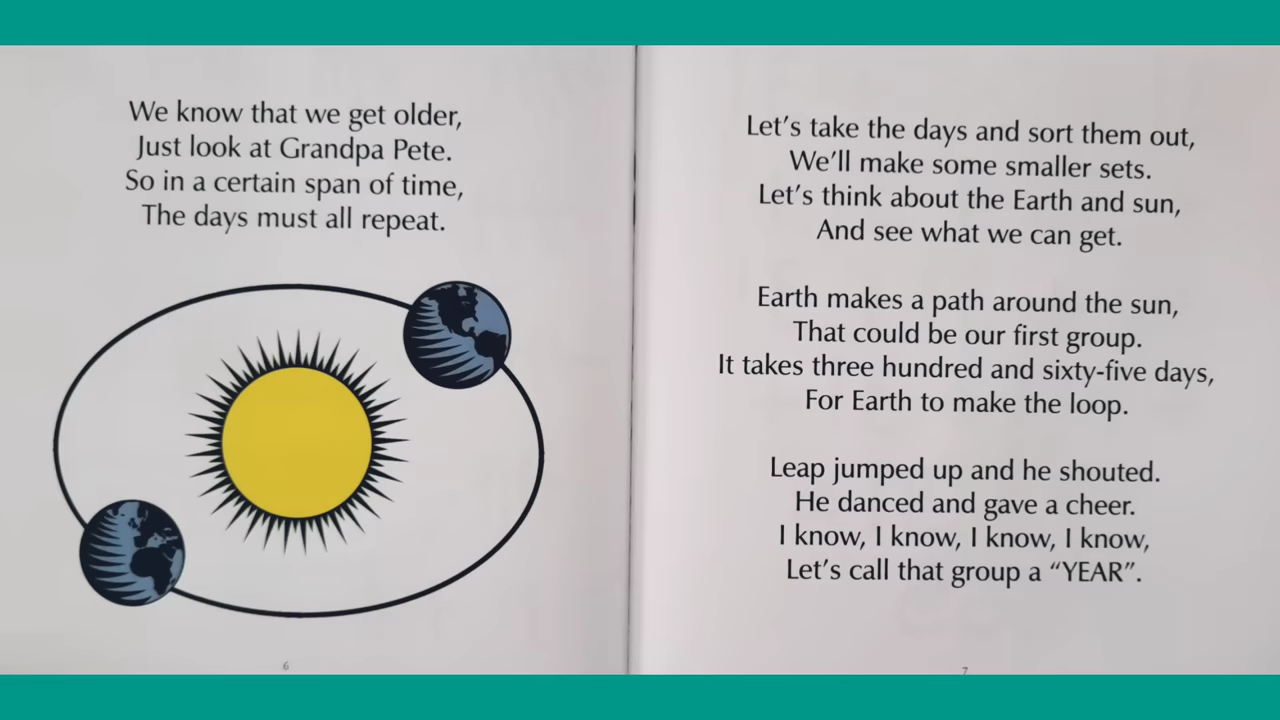 We know that we get older,
Just look at Grandpa Pete.
So in a certain span of time,
The days must all repeat.
6
Let's take the days and sort them out,
We'll make some smaller sets.
Let's think about the Earth and sun,
And see what we can get.
Earth makes a path around the sun,
That could be our first group.
It takes three hundred and sixty-five days,
For Earth to make the loop.
Leap jumped up and he shouted.
He danced and gave a cheer.
I know, I know, I know, I know,
Let's call that group a “YEAR”.
7